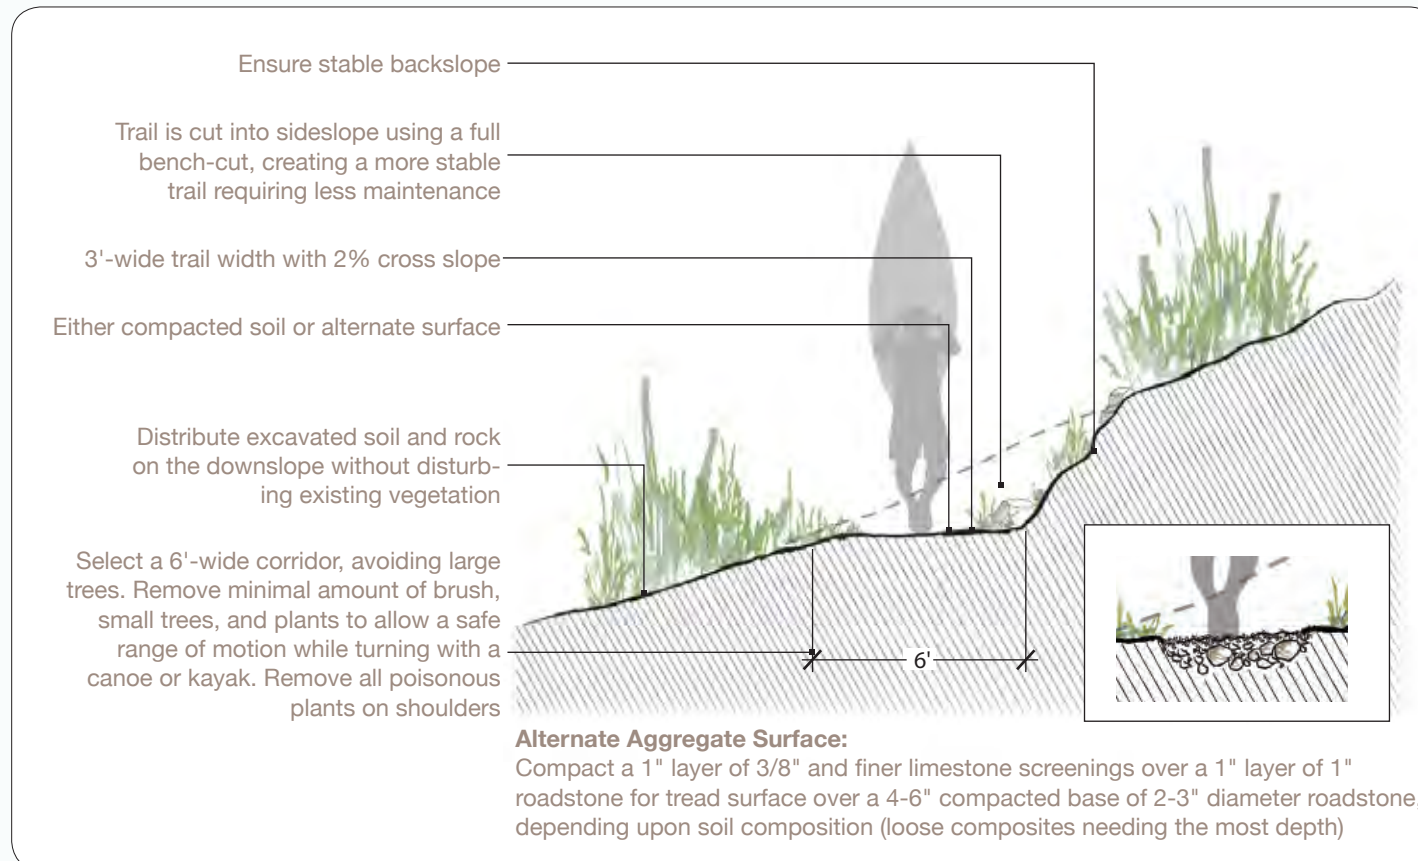 Ensure stable backslope
Trail is cut into sideslope using a full
bench-cut, creating a more stable
trail requiring less maintenance
3'-wide trail width with 2% cross slope
Either compacted soil or alternate surface
Distribute excavated soil and rock
on the downslope without disturb-
ing existing vegetation
Select a 6'-wide corridor, avoiding large
trees. Remove minimal amount of brush,
small trees, and plants to allow a safe
range of motion while turning with a
canoe or kayak. Remove all poisonous
plants on shoulders
6'
Alternate Aggregate Surface:
Compact a 1" layer of 3/8" and finer limestone screenings over a 1" layer of 1"
roadstone for tread surface over a 4-6" compacted base of 2-3" diameter roadstone,
depending upon soil composition (loose composites needing the most depth)